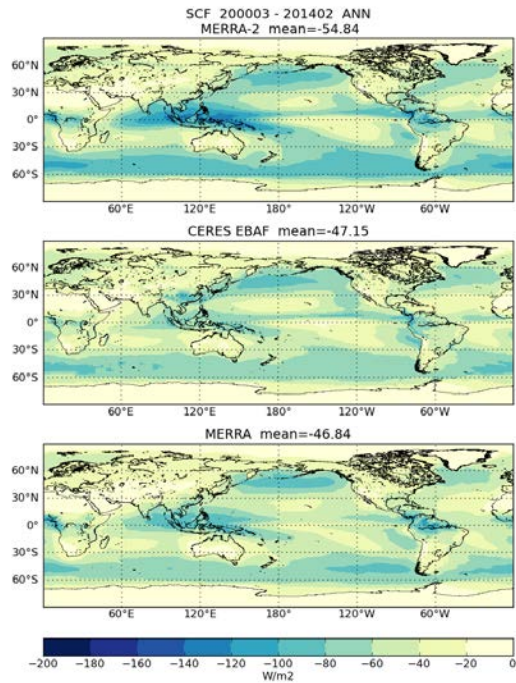 SCF 200003 - 201402 ANN
MERRA-2 mean=-54.84
60°N
30°N
0°
30°S
60°S
60°E 120°E 180° 120°W 60°W
CERES EBAF mean=-47.15
60°N
30°N
0°
30°S
60°S
60°E 120°E 180° 120°W 60°W
MERRA mean=-46.84
60°N
30°N
0°
30°S
60°S
60°E 120°E 180° 120°W 60°W
−200 −180 −160 −140 −120 −100 −80 −60 −40 −20 0
W/m2